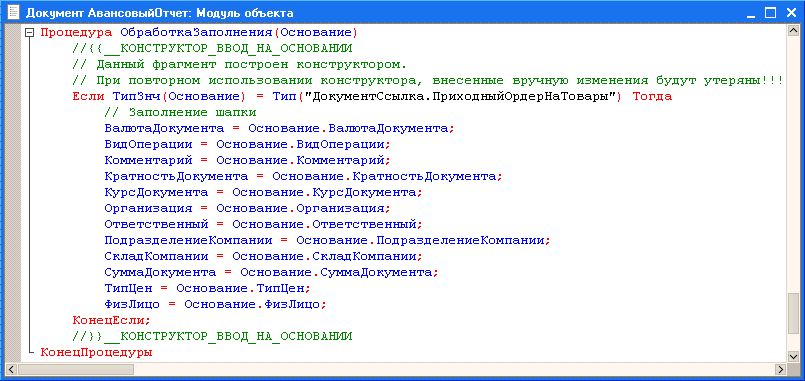 Документ АвансовыйОтчет: Модуль объекта
Процедура ОбработкаЗаполнения(Основание)
//{{__КОНСТРУКТОР_ВВОД_НА_ОСНОВАНИИ
// Данный фрагмент построен конструктором.
// При повторном использовании конструктора, внесенные вручную изменения будут утеряны!!!
Если ТипЗнч(Основание) = Тип("ДокументСсылка.ПриходныйОрдерНаТовары") Тогда
// Заполнение шапки
ВалютаДокумента = Основание.ВалютаДокумента;
ВидОперации = Основание.ВидОперации;
Комментарий = Основание.Комментарий;
КратностьДокумента = Основание.КратностьДокумента;
КурсДокумента = Основание.КурсДокумента;
Организация = Основание.Организация;
Ответственный = Основание.Ответственный;
ПодразделениеКомпании = Основание.ПодразделениеКомпании;
СкладКомпании = Основание.СкладКомпании;
СуммаДокумента = Основание.СуммаДокумента;
ТипЦен = Основание.ТипЦен;
ФизЛицо = Основание.ФизЛицо;
КонецЕсли;
//}}__КОНСТРУКТОР_ВВОД_НА_ОСНОВАНИИ
КонецПроцедуры